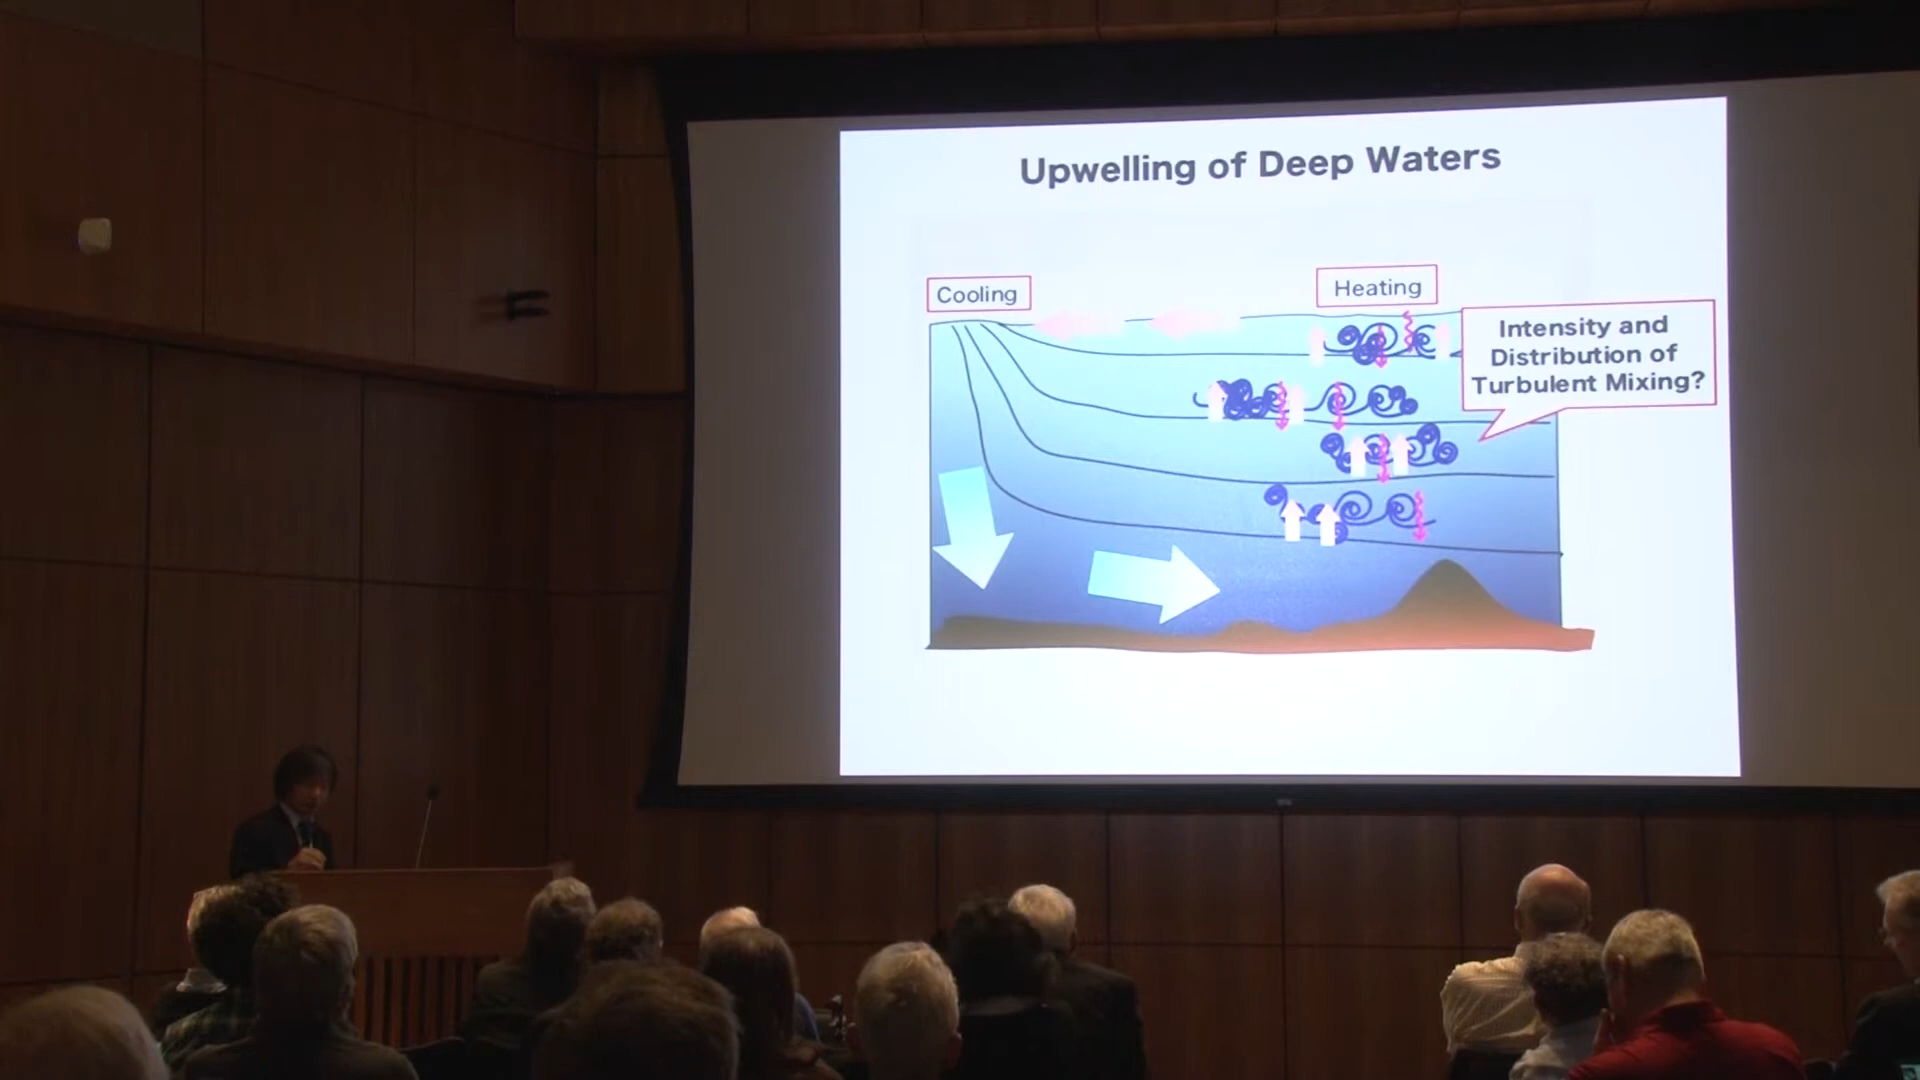 Upwelling of Deep Waters
Cooling
Heating
Intensity and
Distribution of
Turbulent Mixing?